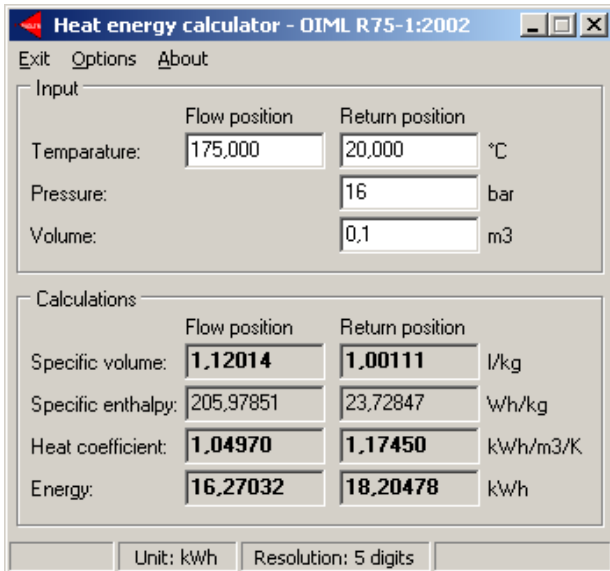 Heat energy calculator - OIML R75-1:2002
Exit Options About
Input
Flow position Return position
Temparature: 175,000 20,000 °C
Pressure: 16 bar
Volume: 0,1 m3
Calculations
Flow position Return position
Specific volume: 1,12014 1,00111 l/kg
Specific enthalpy: 205,97851 23,72847 Wh/kg
Heat coefficient: 1,04970 1,17450 kWh/m3/K
Energy: 16,27032 18,20478 kWh
Unit: kWh Resolution: 5 digits